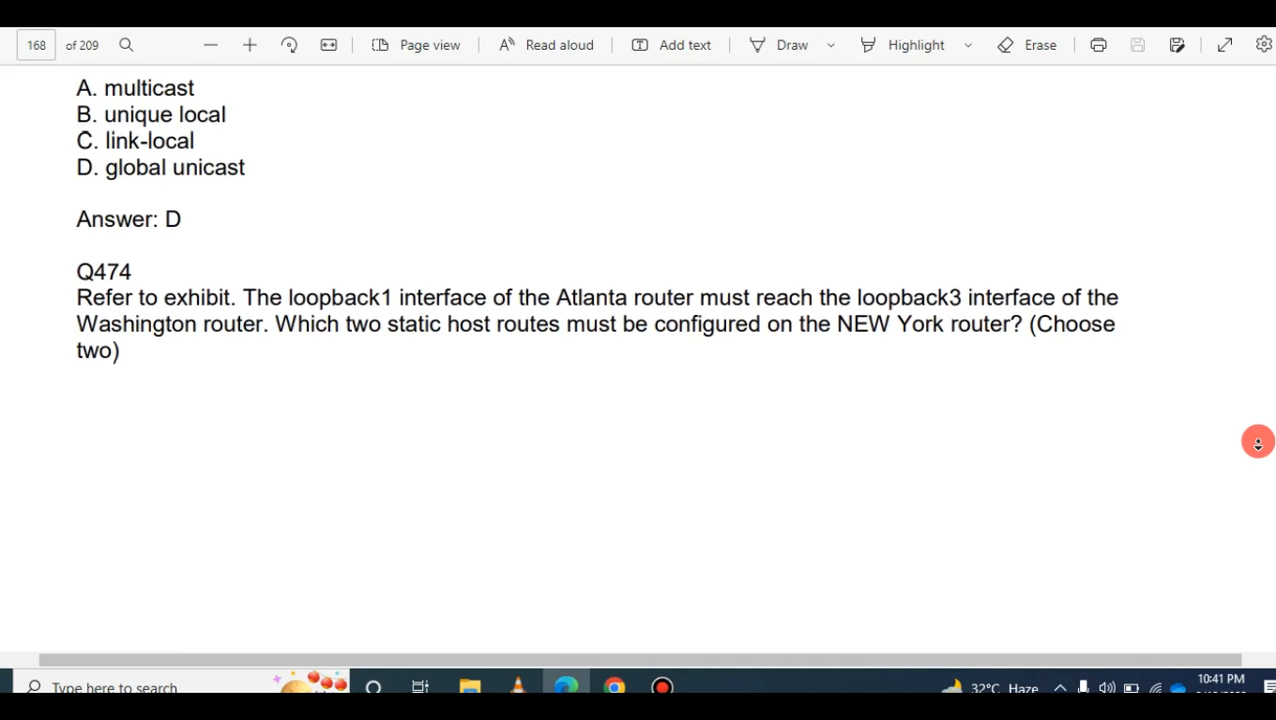 168 of 209 Page view Read aloud Add text Draw Highlight Erase
A. multicast
B. unique local
C. link-local
D. global unicast
Answer: D
Q474
Refer to exhibit. The loopback1 interface of the Atlanta router must reach the loopback3 interface of the
Washington router. Which two static host routes must be configured on the NEW York router? (Choose
two)
Type here to search 32°C Haze 10:41 PM